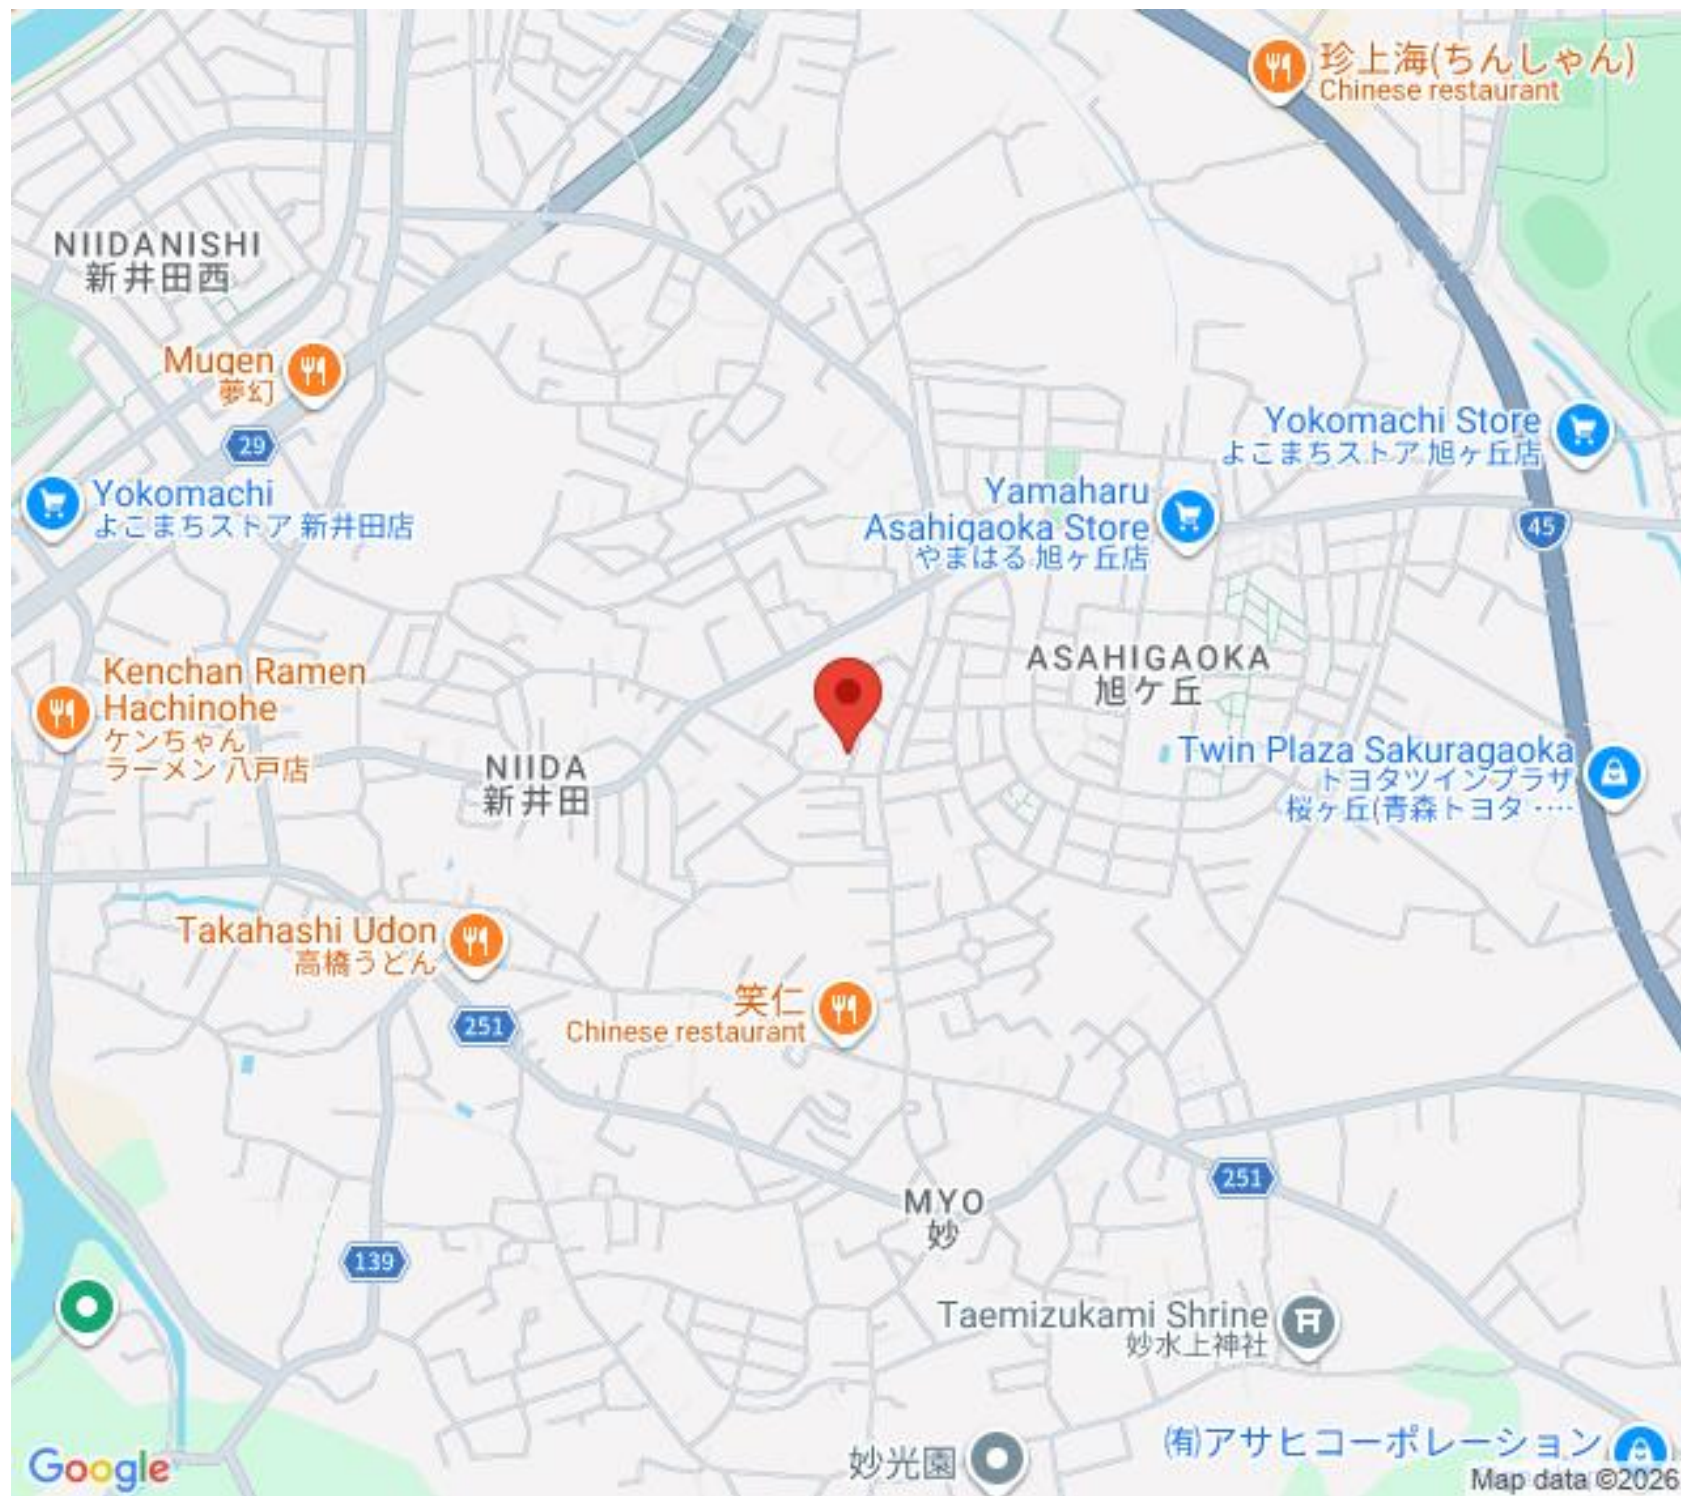 珍上海(ちんしゃん)
Chinese restaurant
NIIDANISHI
新井田西
Mugen
夢幻
29
Yokomachi
よこまちストア 新井田店
Yokomachi Store
よこまちストア 旭ヶ丘店
Yamaharu
Asahigaoka Store
やまはる 旭ヶ丘店
45
Kenchan Ramen
Hachinohe
ケンちゃん
ラーメン 八戸店
ASAHIGAOKA
旭ケ丘
NIIDA
新井田
Twin Plaza Sakuragaoka
トヨタツインプラザ
桜ヶ丘(青森トヨタ・…
Takahashi Udon
高橋うどん
251
笑仁
Chinese restaurant
MYO
妙
251
139
Taemizukami Shrine
妙水上神社
妙光園
(有)アサヒコーポレーション
Google
Map data ©2026